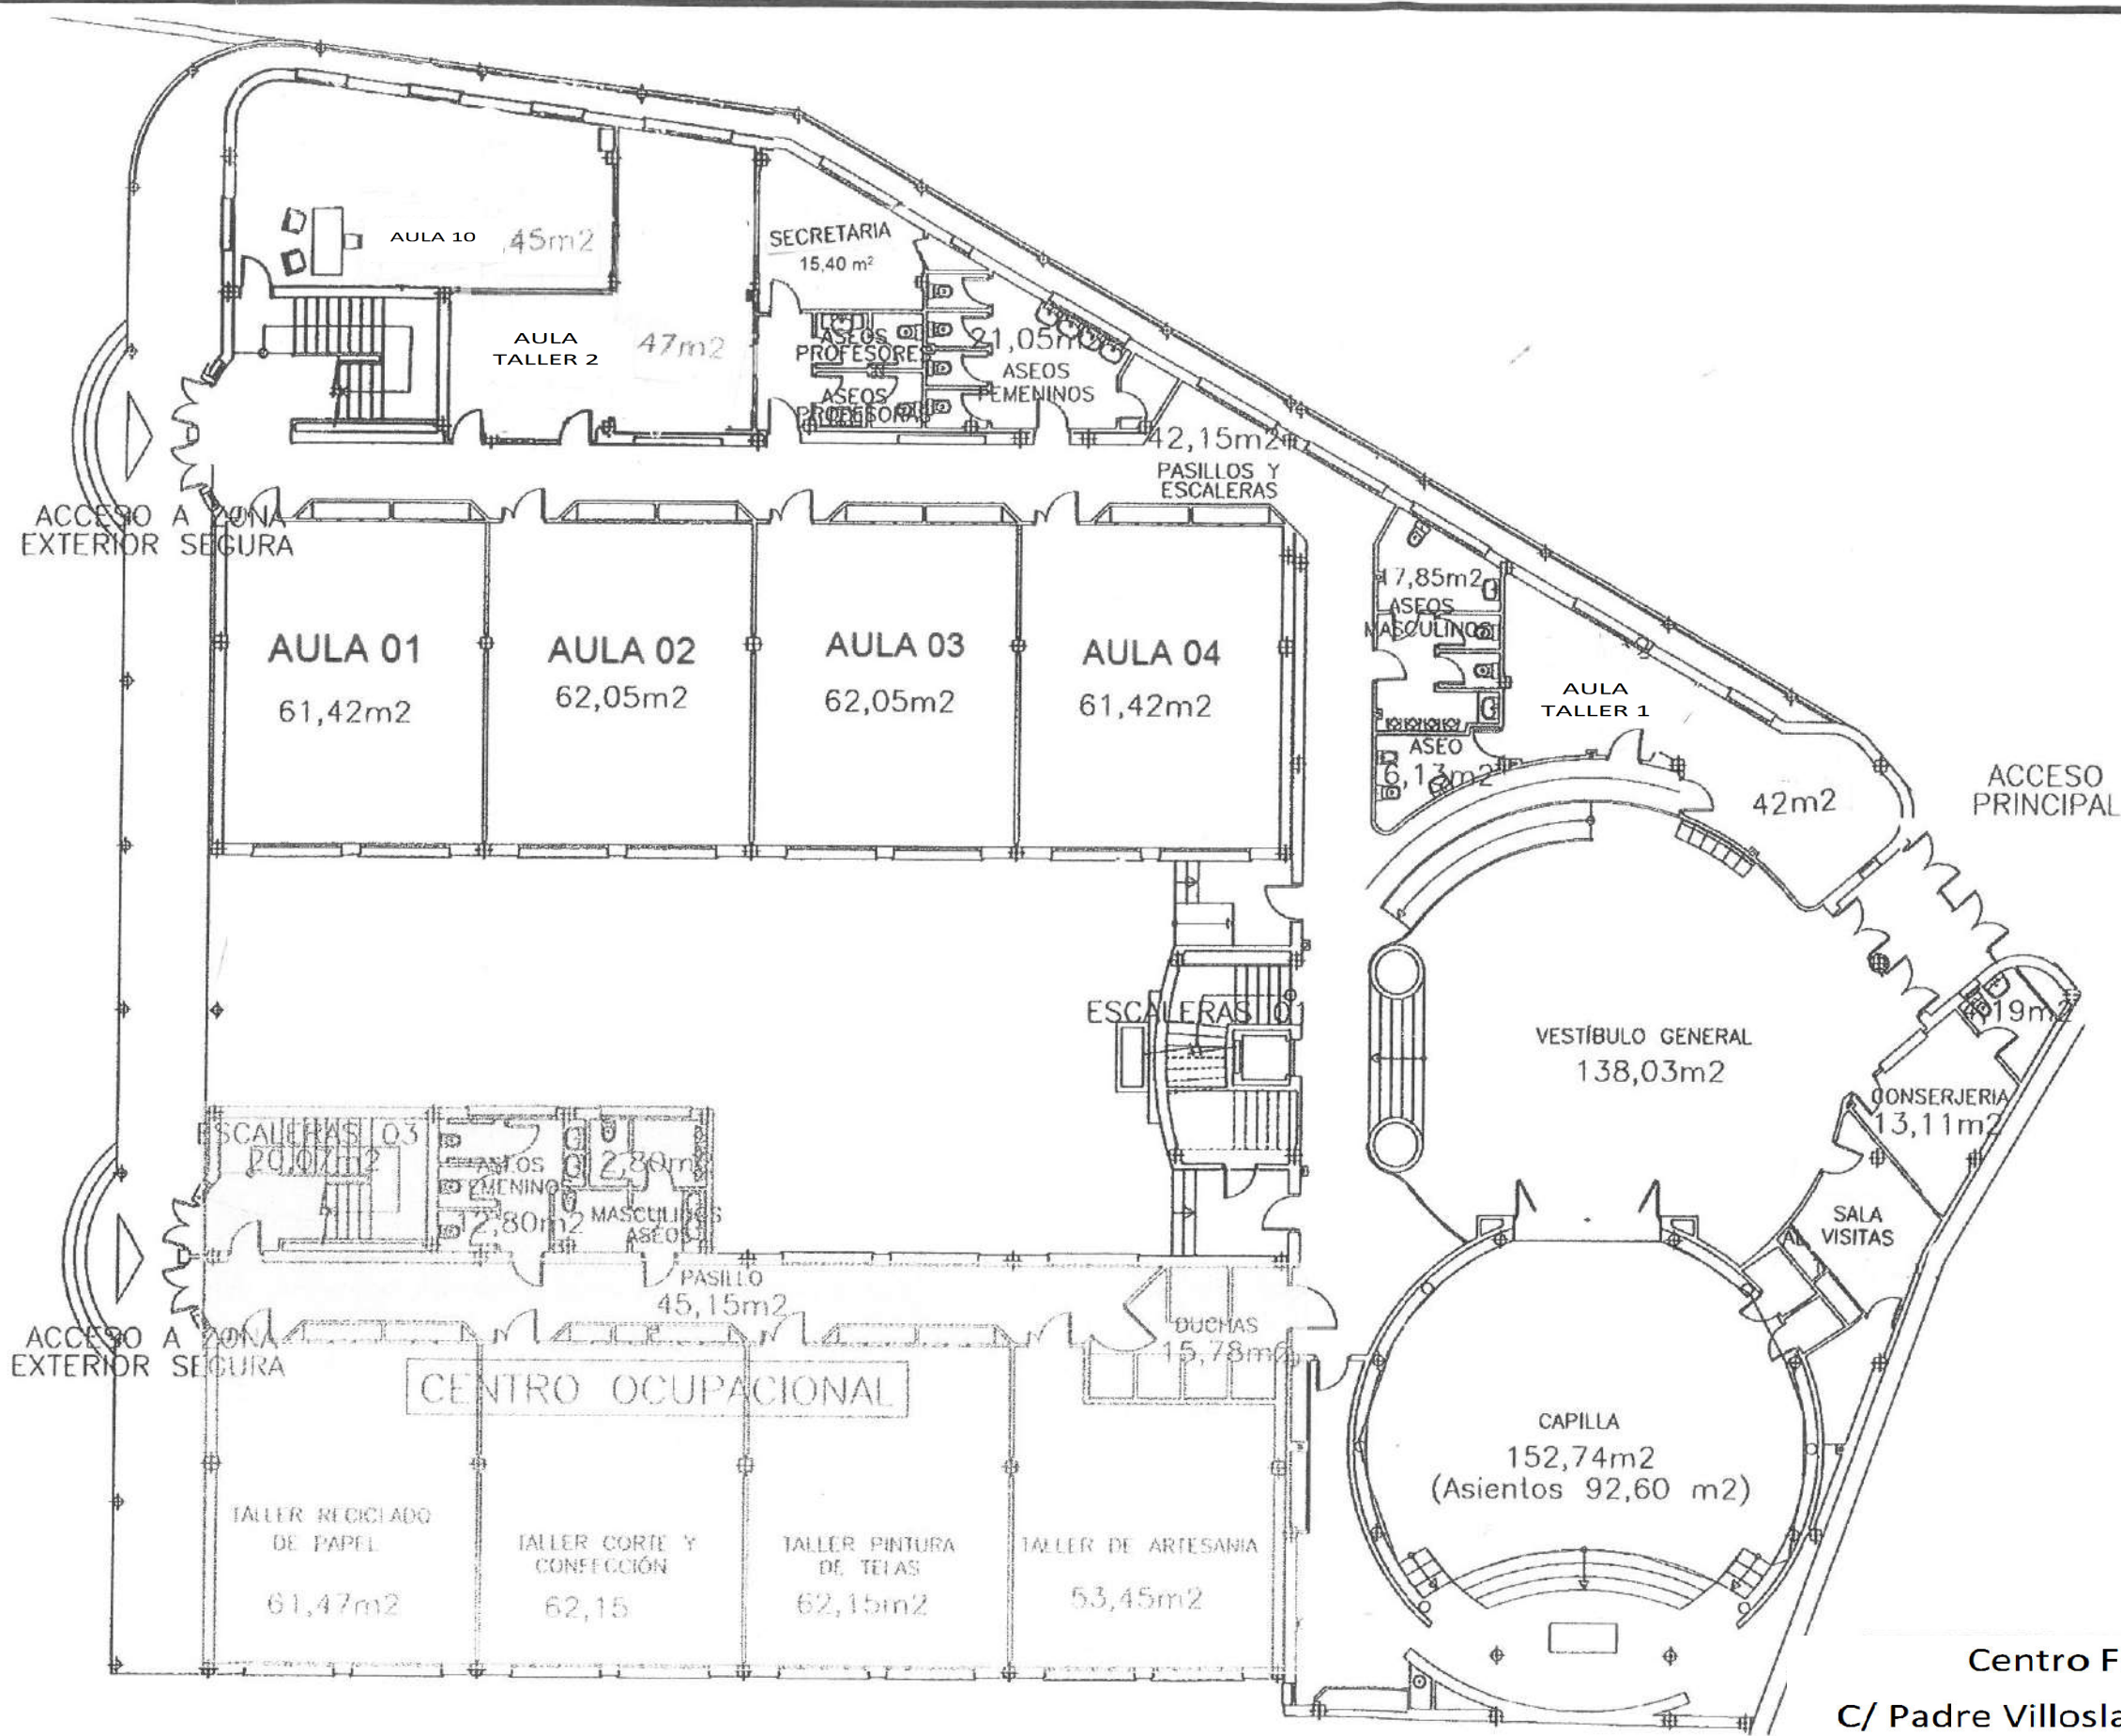 AULA 10
45m2
SECRETARIA
15,40 m²
AULA
TALLER 2
47m2
ASEOS
PROFESORES
ASEOS
PROFESORAS
21,05m2
ASEOS
FEMENINOS
42,15m2
PASILLOS Y
ESCALERAS
ACCESO A ZONA
EXTERIOR SEGURA
AULA 01
61,42m2
AULA 02
62,05m2
AULA 03
62,05m2
AULA 04
61,42m2
17,85m2
ASEOS
MASCULINOS
AULA
TALLER 1
ASEO
6,13m2
42m2
ACCESO
PRINCIPAL
ESCALERAS 01
VESTÍBULO GENERAL
138,03m2
4,19m2
CONSERJERIA
13,11m2
SALA
VISITAS
ESCALERAS 03
20,07m2
ASEOS
FEMENINO
12,80m2
2,80m2
MASCULINOS
ASEOS
PASILLO
45,15m2
DUCHAS
15,78m2
ACCESO A ZONA
EXTERIOR SEGURA
CENTRO OCUPACIONAL
TALLER RECICLADO
DE PAPEL
61,47m2
TALLER CORTE Y
CONFECCIÓN
62,15
TALLER PINTURA
DE TELAS
62,15m2
TALLER DE ARTESANIA
53,45m2
CAPILLA
152,74m2
(Asientos 92,60 m2)
Centro F
C/ Padre Villosla